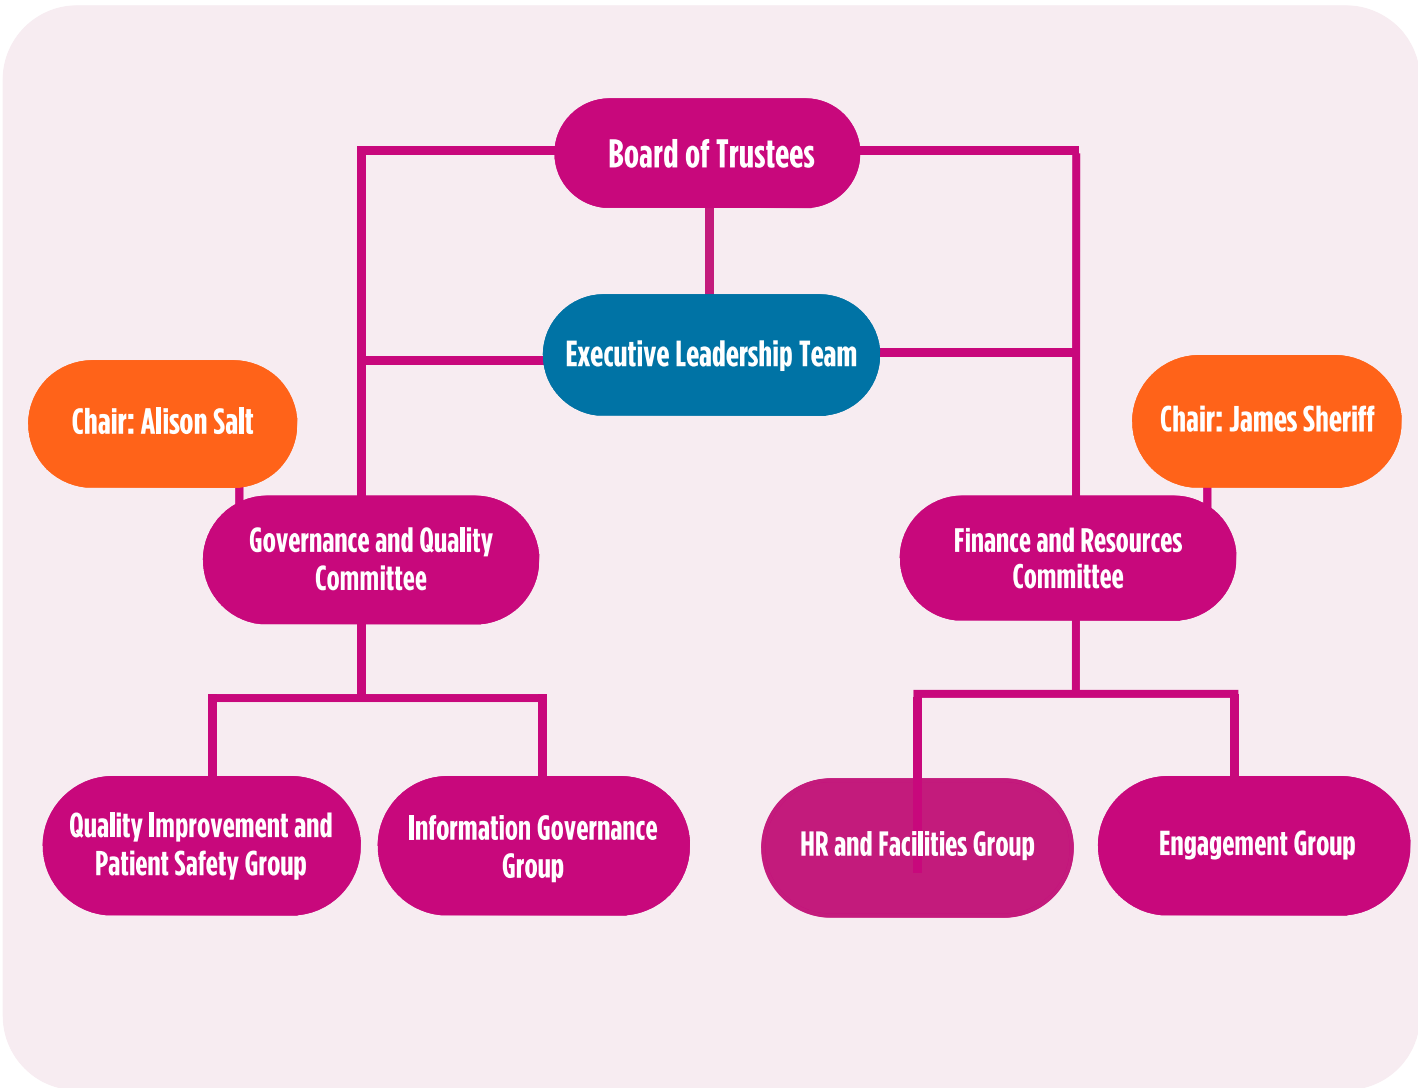 Board of Trustees
Executive Leadership Team
Chair: Alison Salt
Chair: James Sheriff
Governance and Quality
Committee
Finance and Resources
Committee
Quality Improvement and
Patient Safety Group
Information Governance
Group
HR and Facilities Group
Engagement Group